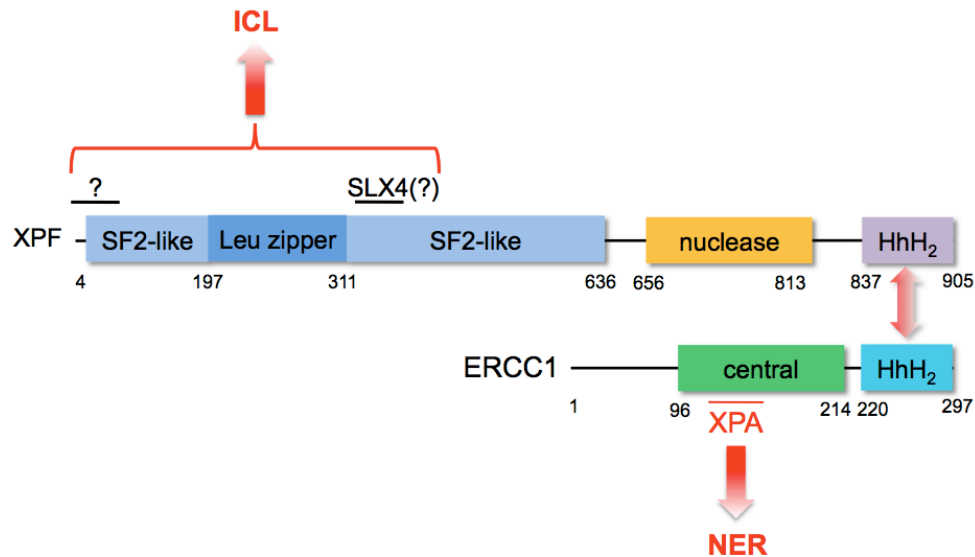 ICL
? SLX4(?)
XPF SF2-like Leu zipper SF2-like nuclease HhH₂
4 197 311 636 656 813 837 905
ERCC1 central HhH₂
1 96 214 220 297
XPA
NER